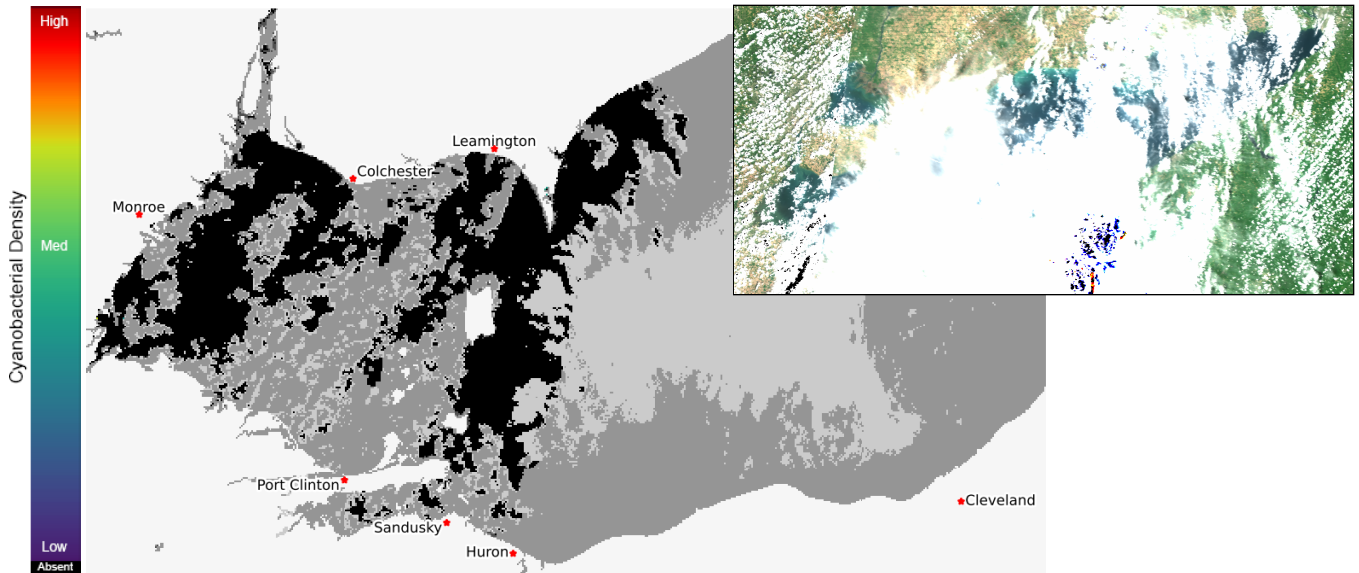 High
Med
Low
Absent
Cyanobacterial Density
Leamington
Colchester
Monroe
Port Clinton
Sandusky
Huron
Cleveland